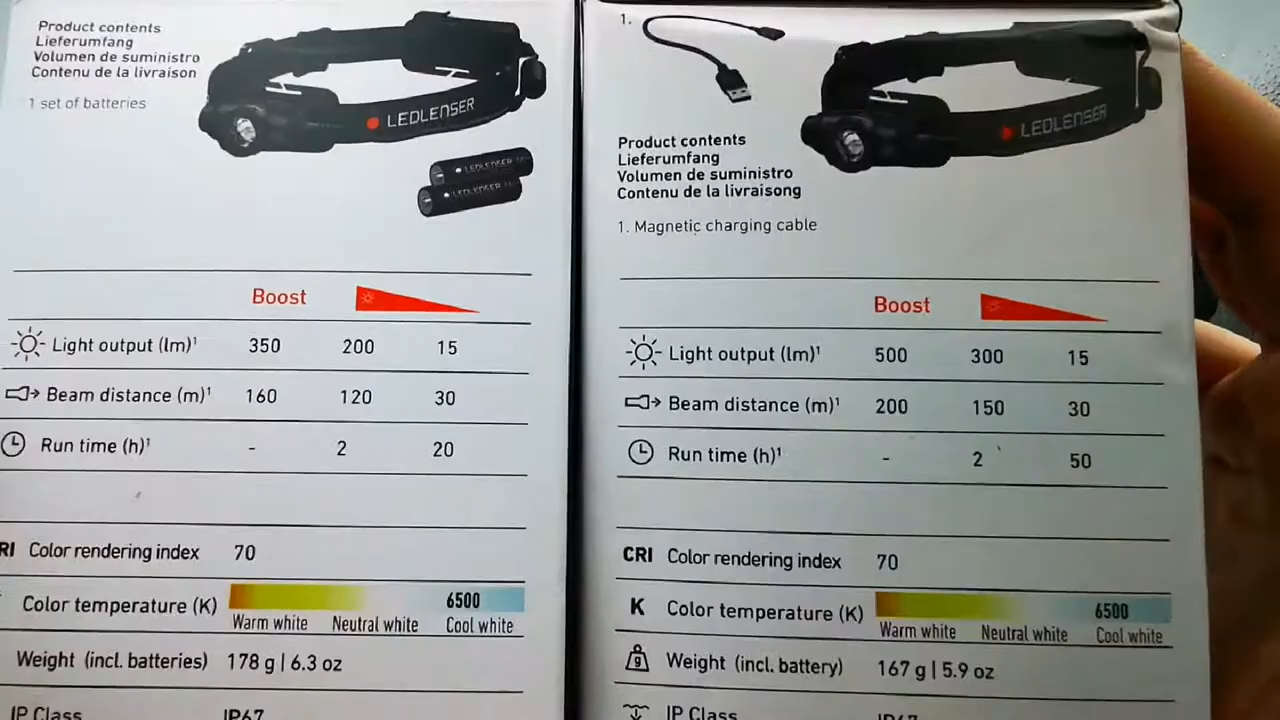 Product contents
Lieferumfang
Volumen de suministro
Contenu de la livraison
1 set of batteries
LEDLENSER
LEDLENSER
LEDLENSER
Boost
Light output (lm)¹ 350 200 15
Beam distance (m)¹ 160 120 30
Run time (h)¹ - 2 20
RI Color rendering index 70
Color temperature (K) 6500
Warm white Neutral white Cool white
Weight (incl. batteries) 178 g | 6.3 oz
IP Class IP67
1.
LEDLENSER
Product contents
Lieferumfang
Volumen de suministro
Contenu de la livraisong
1. Magnetic charging cable
Boost
Light output (lm)¹ 500 300 15
Beam distance (m)¹ 200 150 30
Run time (h)¹ - 2 50
CRI Color rendering index 70
K Color temperature (K) 6500
Warm white Neutral white Cool white
Weight (incl. battery) 167 g | 5.9 oz
IP Class IP67